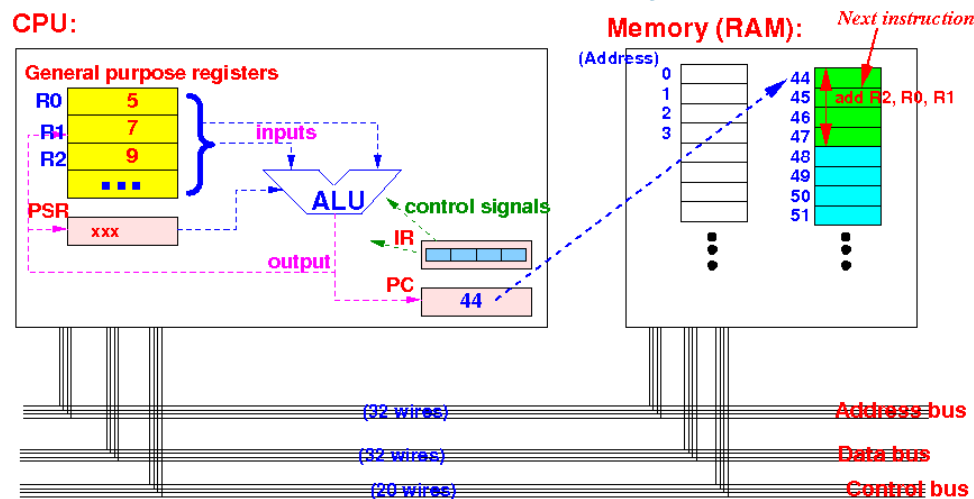 CPU:
Memory (RAM):
Next instruction
(Address)
General purpose registers
R0 5
R1 7
R2 9
PSR
xxx
inputs
ALU
control signals
IR
output
PC
44
0
1
2
3
44
45 add R2, R0, R1
46
47
48
49
50
51
(32 wires) Address bus
(32 wires) Data bus
(20 wires) Control bus